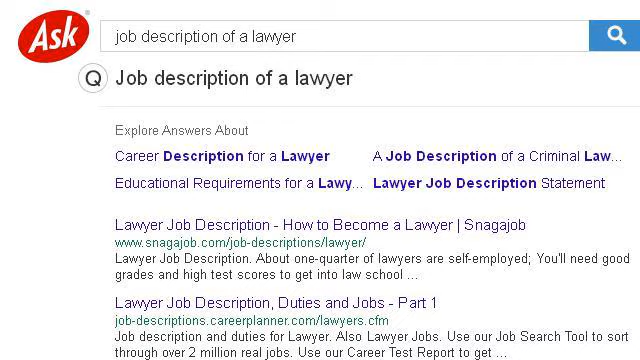 Ask
job description of a lawyer
Q Job description of a lawyer
Explore Answers About
Career Description for a Lawyer A Job Description of a Criminal Law...
Educational Requirements for a Lawy... Lawyer Job Description Statement
Lawyer Job Description - How to Become a Lawyer | Snagajob
www.snagajob.com/job-descriptions/lawyer/
Lawyer Job Description. About one-quarter of lawyers are self-employed; You'll need good
grades and high test scores to get into law school ...
Lawyer Job Description, Duties and Jobs - Part 1
job-descriptions.careerplanner.com/lawyers.cfm
Job description and duties for Lawyer. Also Lawyer Jobs. Use our Job Search Tool to sort
through over 2 million real jobs. Use our Career Test Report to get ...